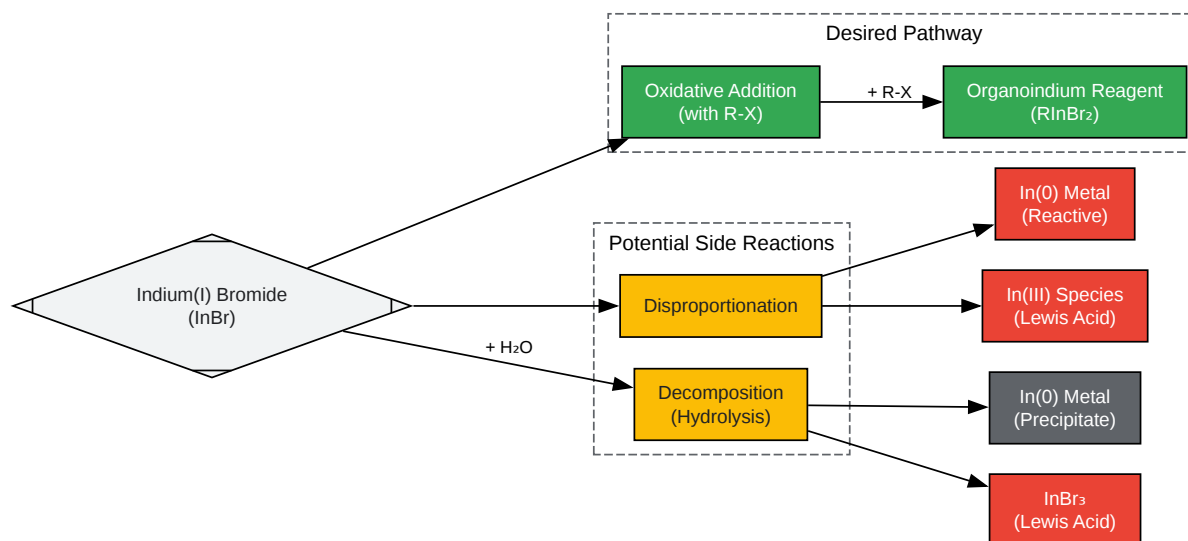 Desired Pathway
Oxidative Addition
(with R-X)
+ R-X
Organoindium Reagent
(RInBr₂)
In(0) Metal
(Reactive)
Potential Side Reactions
Indium(I) Bromide
(InBr)
Disproportionation
In(III) Species
(Lewis Acid)
+ H₂O
Decomposition
(Hydrolysis)
In(0) Metal
(Precipitate)
InBr₃
(Lewis Acid)